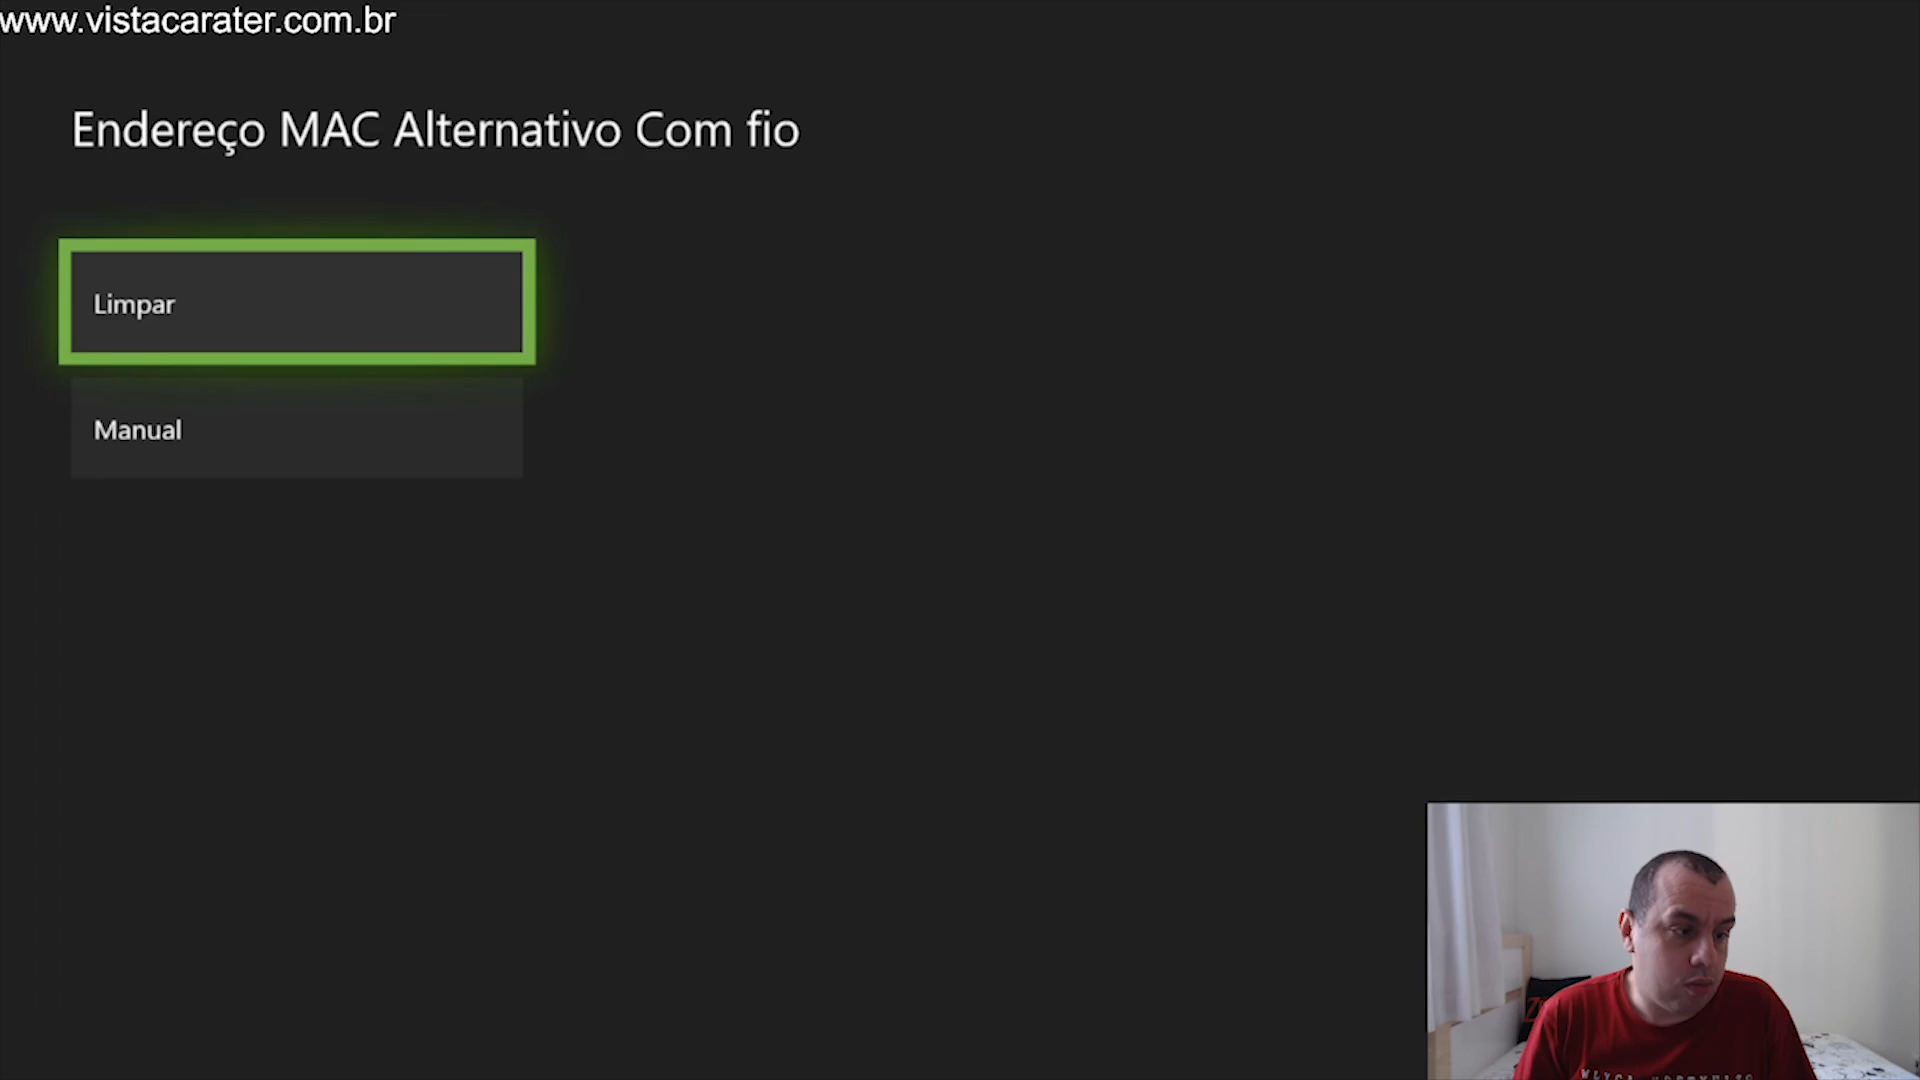 www.vistacarater.com.br
Endereço MAC Alternativo Com fio
Limpar
Manual